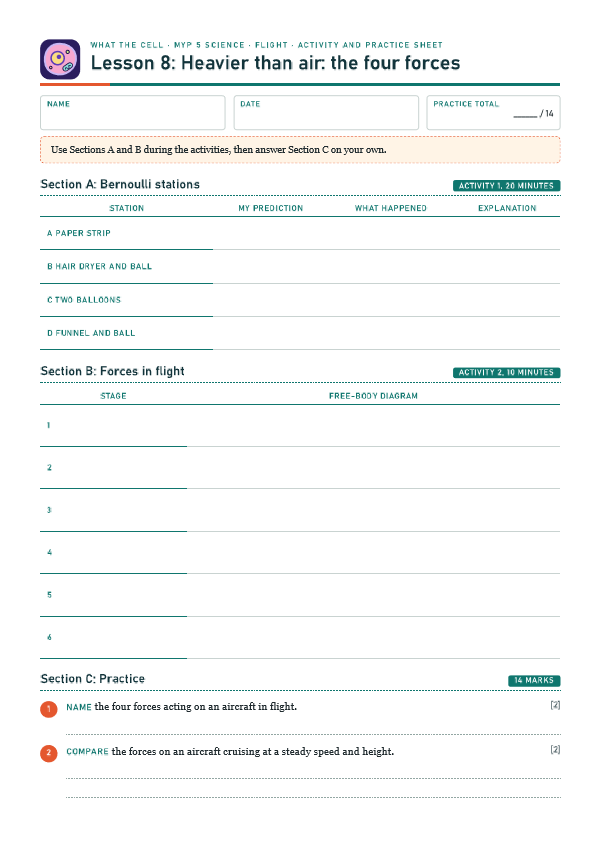 WHAT THE CELL · MYP 5 SCIENCE · FLIGHT · ACTIVITY AND PRACTICE SHEET
Lesson 8: Heavier than air: the four forces
NAME
DATE
PRACTICE TOTAL
_____ / 14
Use Sections A and B during the activities, then answer Section C on your own.
Section A: Bernoulli stations
ACTIVITY 1, 20 MINUTES
STATION MY PREDICTION WHAT HAPPENED EXPLANATION
A PAPER STRIP
B HAIR DRYER AND BALL
C TWO BALLOONS
D FUNNEL AND BALL
Section B: Forces in flight
ACTIVITY 2, 10 MINUTES
STAGE FREE-BODY DIAGRAM
1
2
3
4
5
6
Section C: Practice
14 MARKS
1 NAME the four forces acting on an aircraft in flight. [2]
2 COMPARE the forces on an aircraft cruising at a steady speed and height. [2]